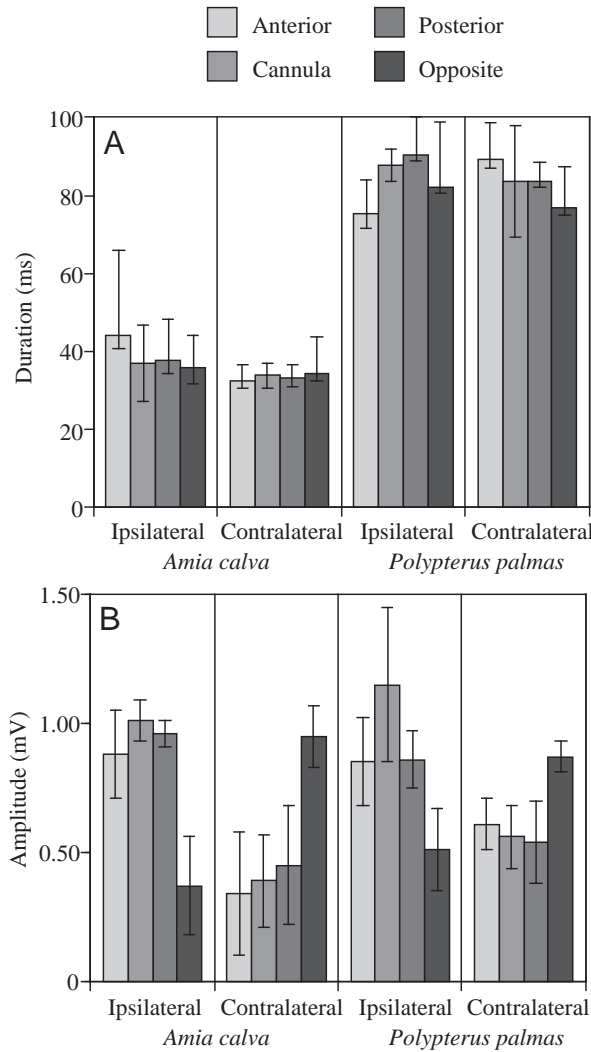 Anterior Posterior
Cannula Opposite
A
100
80
60
40
20
0
Duration (ms)
Ipsilateral Contralateral Ipsilateral Contralateral
Amia calva Polypterus palmas
B
1.50
1.00
0.50
0
Amplitude (mV)
Ipsilateral Contralateral Ipsilateral Contralateral
Amia calva Polypterus palmas